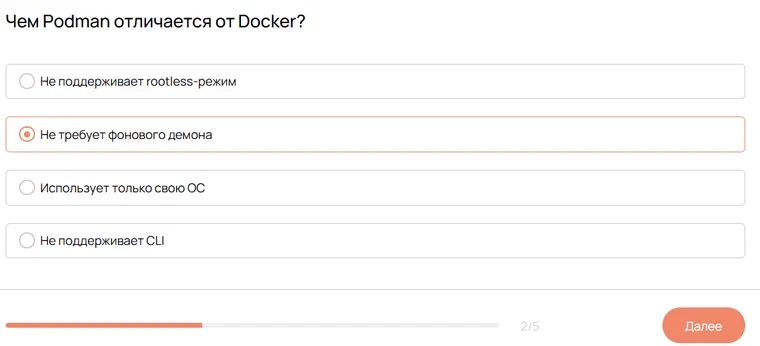 Чем Podman отличается от Docker?
Не поддерживает rootless-режим
Не требует фонового демона
Использует только свою ОС
Не поддерживает CLI
2/5
Далее